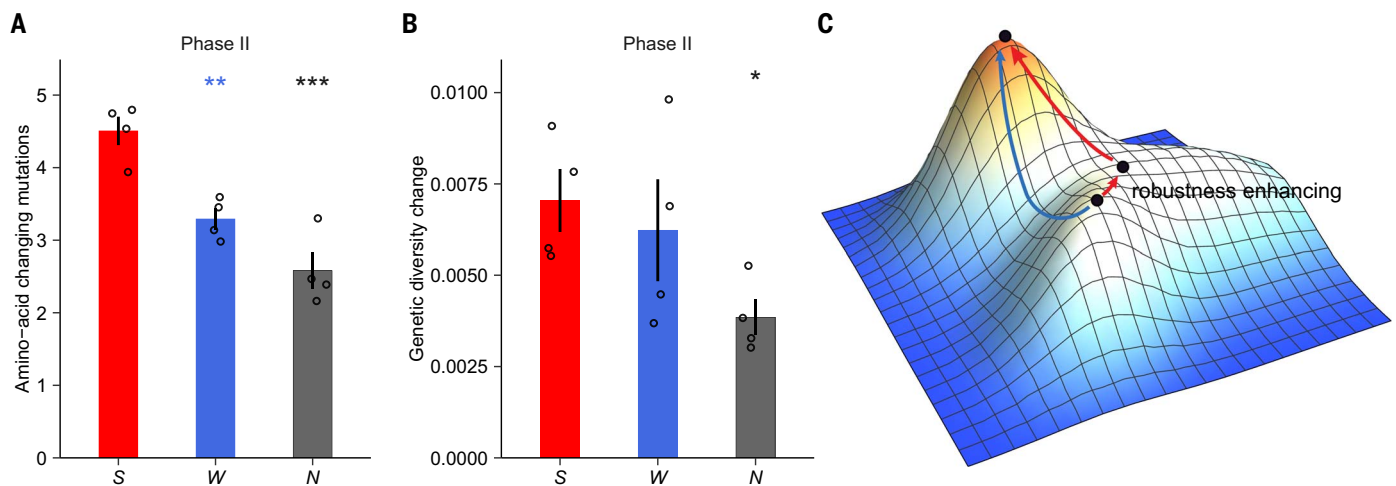 A
Phase II
Amino−acid changing mutations
5
4
3
2
1
0
**
***
S
W
N
B
Phase II
Genetic diversity change
0.0100
0.0075
0.0050
0.0025
0.0000
*
S
W
N
C
robustness enhancing